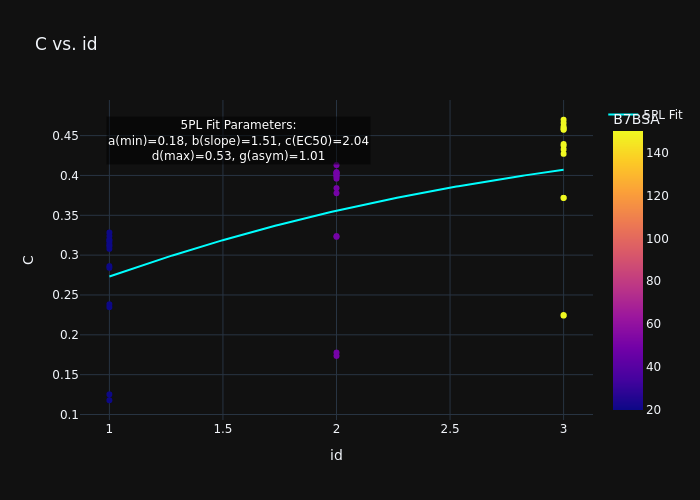 C vs. id
5PL Fit Parameters:
a(min)=0.18, b(slope)=1.51, c(EC50)=2.04
d(max)=0.53, g(asym)=1.01
5PL Fit
B7BSA
140
120
100
80
60
40
20
0.45
0.4
0.35
0.3
0.25
0.2
0.15
0.1
C
1
1.5
2
2.5
3
id